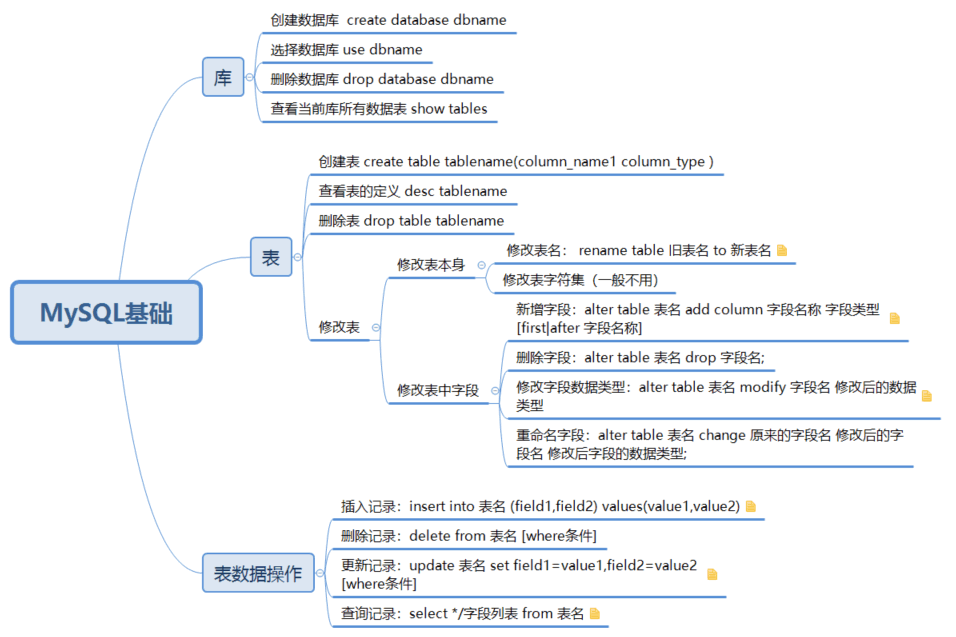 MySQL基础
库
创建数据库 create database dbname
选择数据库 use dbname
删除数据库 drop database dbname
查看当前库所有数据表 show tables
表
创建表 create table tablename(column_name1 column_type )
查看表的定义 desc tablename
删除表 drop table tablename
修改表
修改表本身
修改表名： rename table 旧表名 to 新表名
修改表字符集（一般不用）
修改表中字段
新增字段：alter table 表名 add column 字段名称 字段类型
[first|after 字段名称]
删除字段：alter table 表名 drop 字段名;
修改字段数据类型：alter table 表名 modify 字段名 修改后的数据
类型
重命名字段：alter table 表名 change 原来的字段名 修改后的字
段名 修改后字段的数据类型;
表数据操作
插入记录：insert into 表名 (field1,field2) values(value1,value2)
删除记录：delete from 表名 [where条件]
更新记录：update 表名 set field1=value1,field2=value2
[where条件]
查询记录：select */字段列表 from 表名